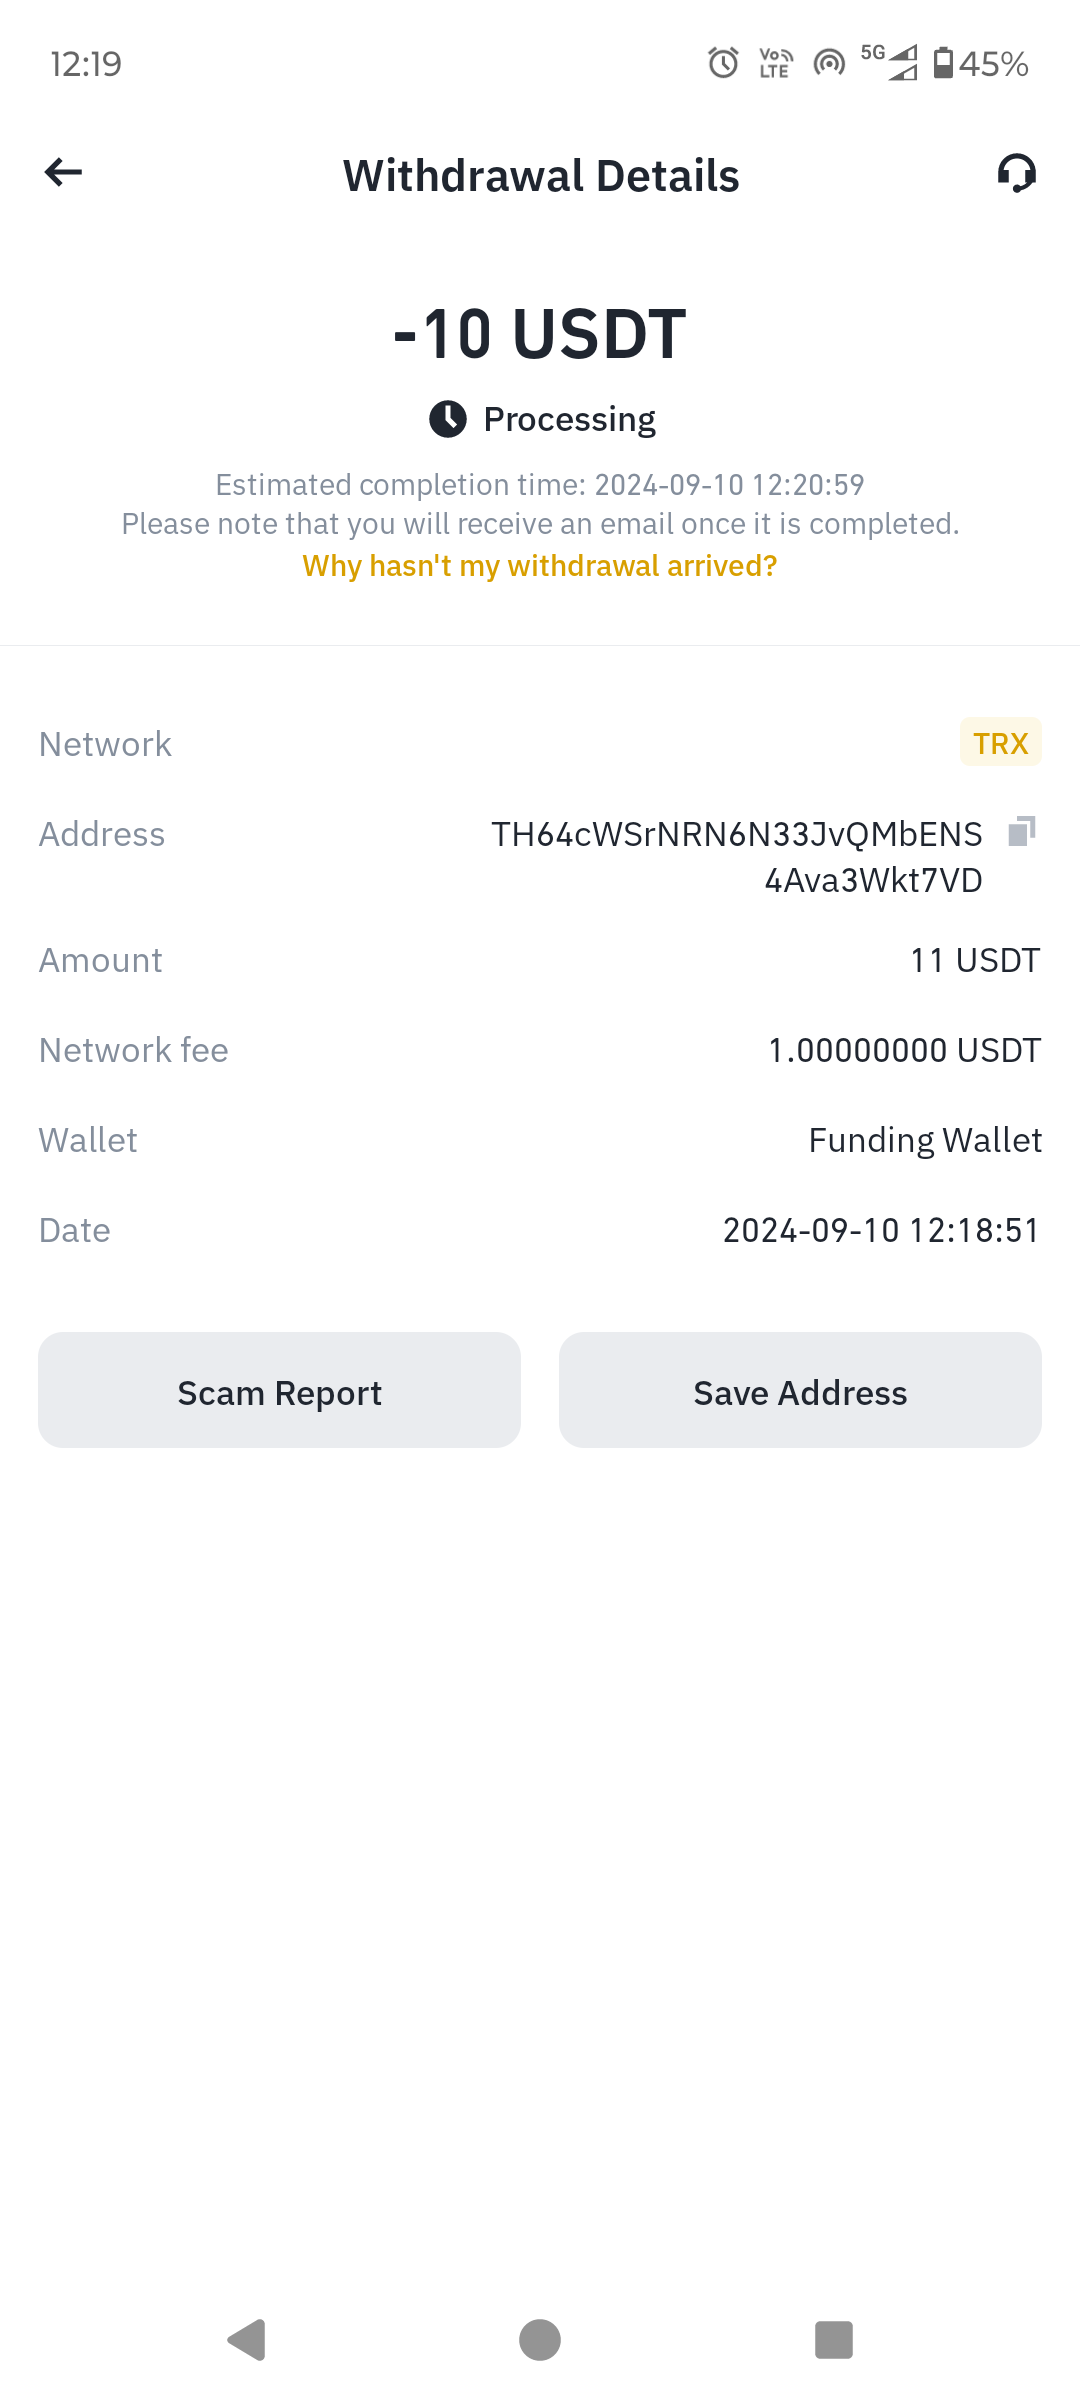 12:19
Vo LTE 5G 45%
Withdrawal Details
-10 USDT
Processing
Estimated completion time: 2024-09-10 12:20:59
Please note that you will receive an email once it is completed.
Why hasn't my withdrawal arrived?
Network TRX
Address TH64cWSrNRN6N33JvQMbENS
4Ava3Wkt7VD
Amount 11 USDT
Network fee 1.00000000 USDT
Wallet Funding Wallet
Date 2024-09-10 12:18:51
Scam Report Save Address